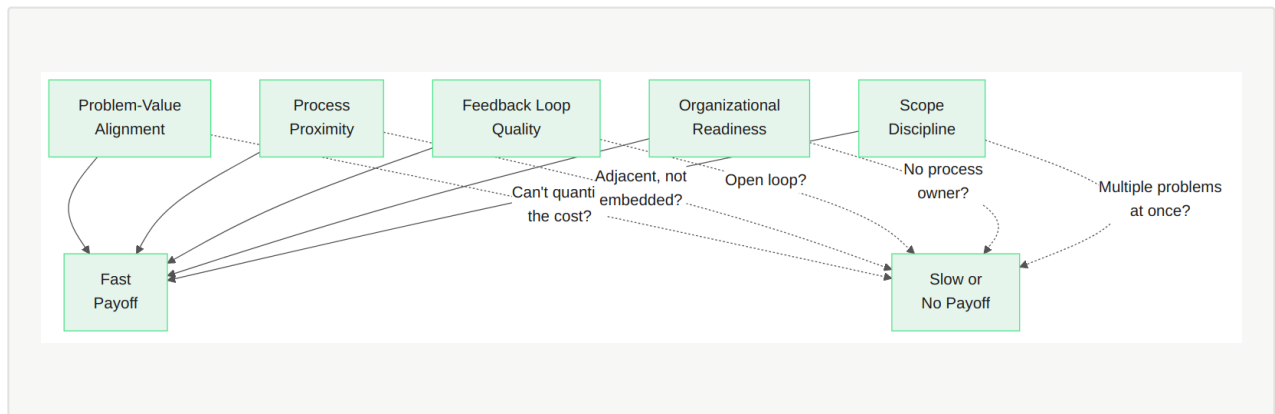 Problem-Value
Alignment
Process
Proximity
Feedback Loop
Quality
Organizational
Readiness
Scope
Discipline
Can't quanti
the cost?
Adjacent, not
embedded?
Open loop?
No process
owner?
Multiple problems
at once?
Fast
Payoff
Slow or
No Payoff